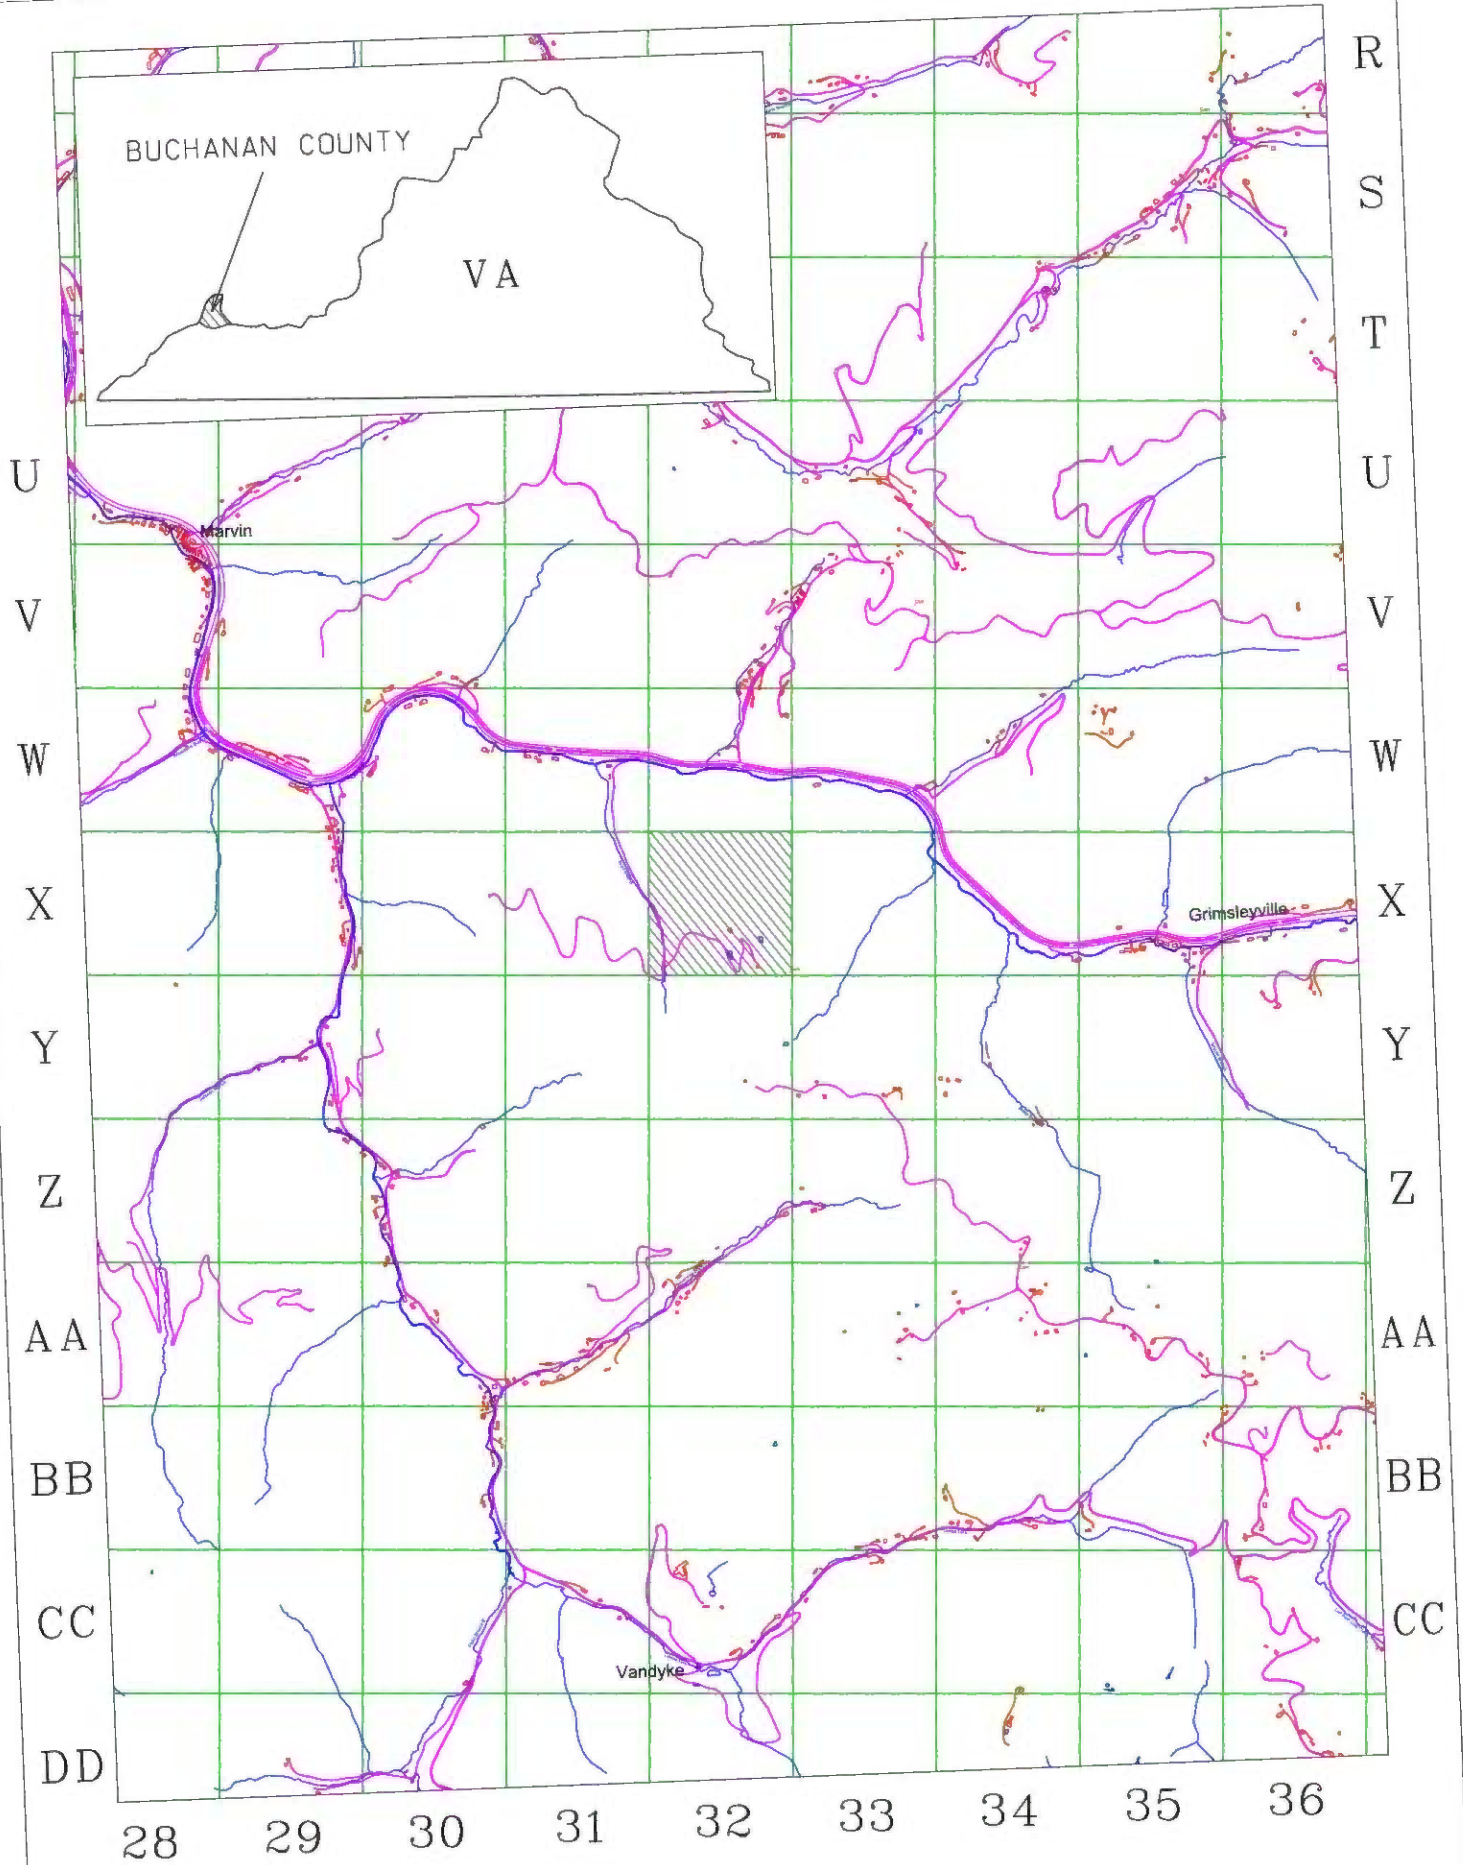 R
BUCHANAN COUNTY
S
VA
T
U
U
Marvin
V
V
W
W
X
Grimsleyville
X
Y
Y
Z
Z
AA
AA
BB
BB
CC
CC
Vandyke
DD
28 29 30 31 32 33 34 35 36